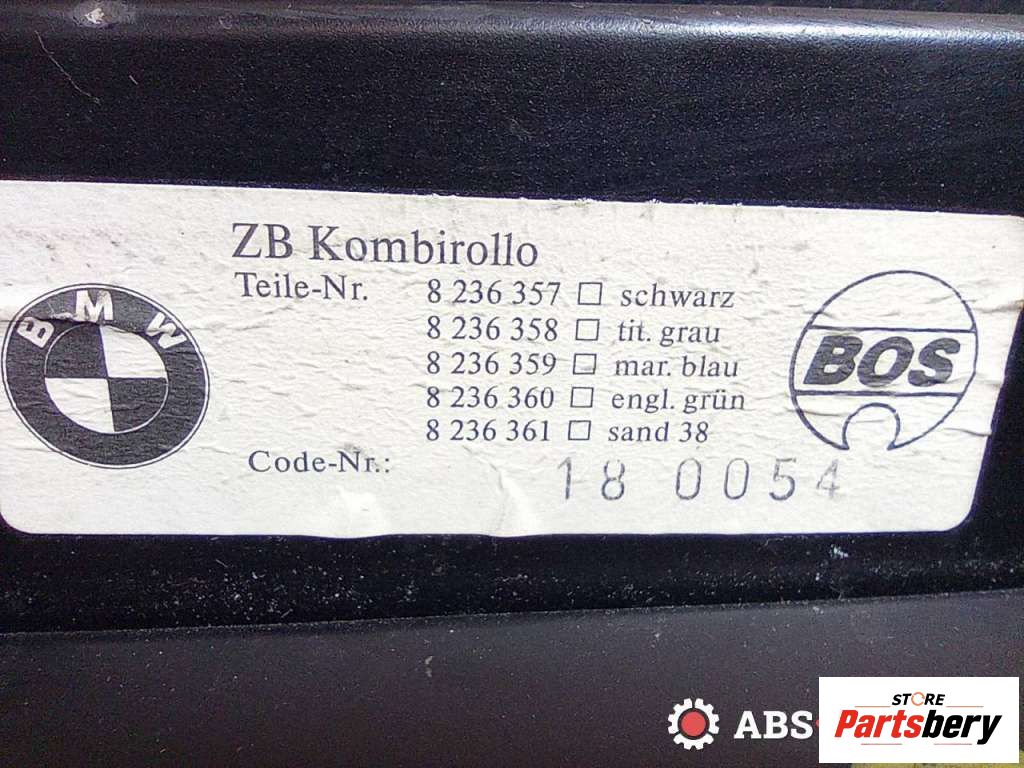 ZB Kombirollo
Teile-Nr. 8 236 357 □ schwarz
8 236 358 □ tit. grau
8 236 359 □ mar. blau
8 236 360 □ engl. grün
8 236 361 □ sand 38
Code-Nr.: 18 0054
BMW
BOS
ABS
STORE
Partsbery